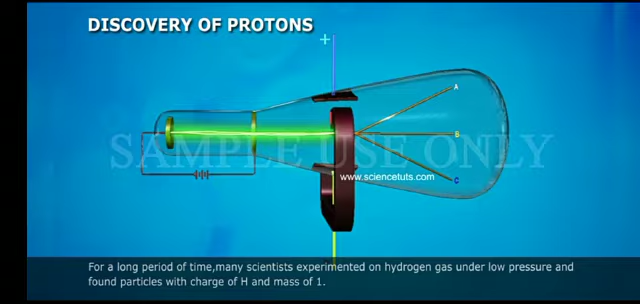 DISCOVERY OF PROTONS
+
A
SAMPLE USE ONLY
B
www.sciencetuts.com
C
For a long period of time,many scientists experimented on hydrogen gas under low pressure and
found particles with charge of H and mass of 1.